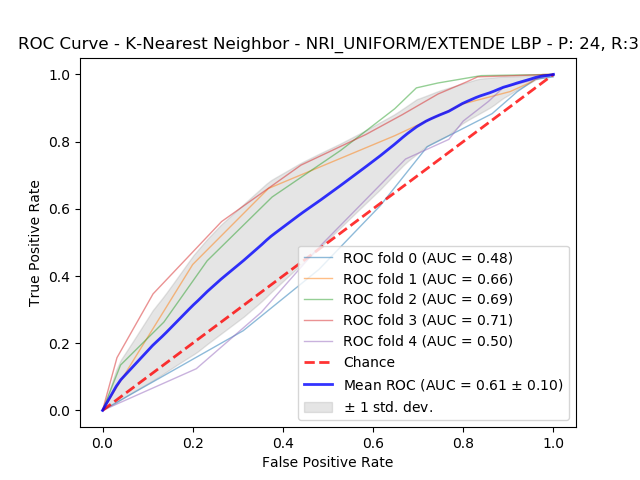 ROC Curve - K-Nearest Neighbor - NRI_UNIFORM/EXTENDE LBP - P: 24, R:3
1.0
0.8
0.6
0.4
0.2
0.0
True Positive Rate
ROC fold 0 (AUC = 0.48)
ROC fold 1 (AUC = 0.66)
ROC fold 2 (AUC = 0.69)
ROC fold 3 (AUC = 0.71)
ROC fold 4 (AUC = 0.50)
Chance
Mean ROC (AUC = 0.61 ± 0.10)
± 1 std. dev.
0.0 0.2 0.4 0.6 0.8 1.0
False Positive Rate